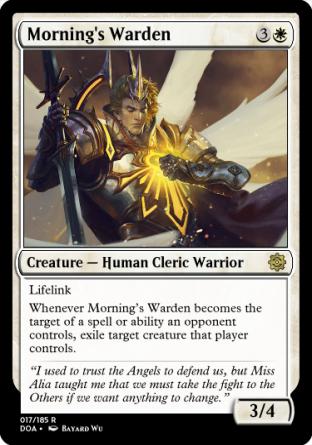 Morning's Warden 3
Creature — Human Cleric Warrior
Lifelink
Whenever Morning's Warden becomes the
target of a spell or ability an opponent
controls, exile target creature that player
controls.
"I used to trust the Angels to defend us, but Miss
Alia taught me that we must take the fight to the
Others if we want anything to change."
3/4
017/185 R
DOA • Bayard Wu